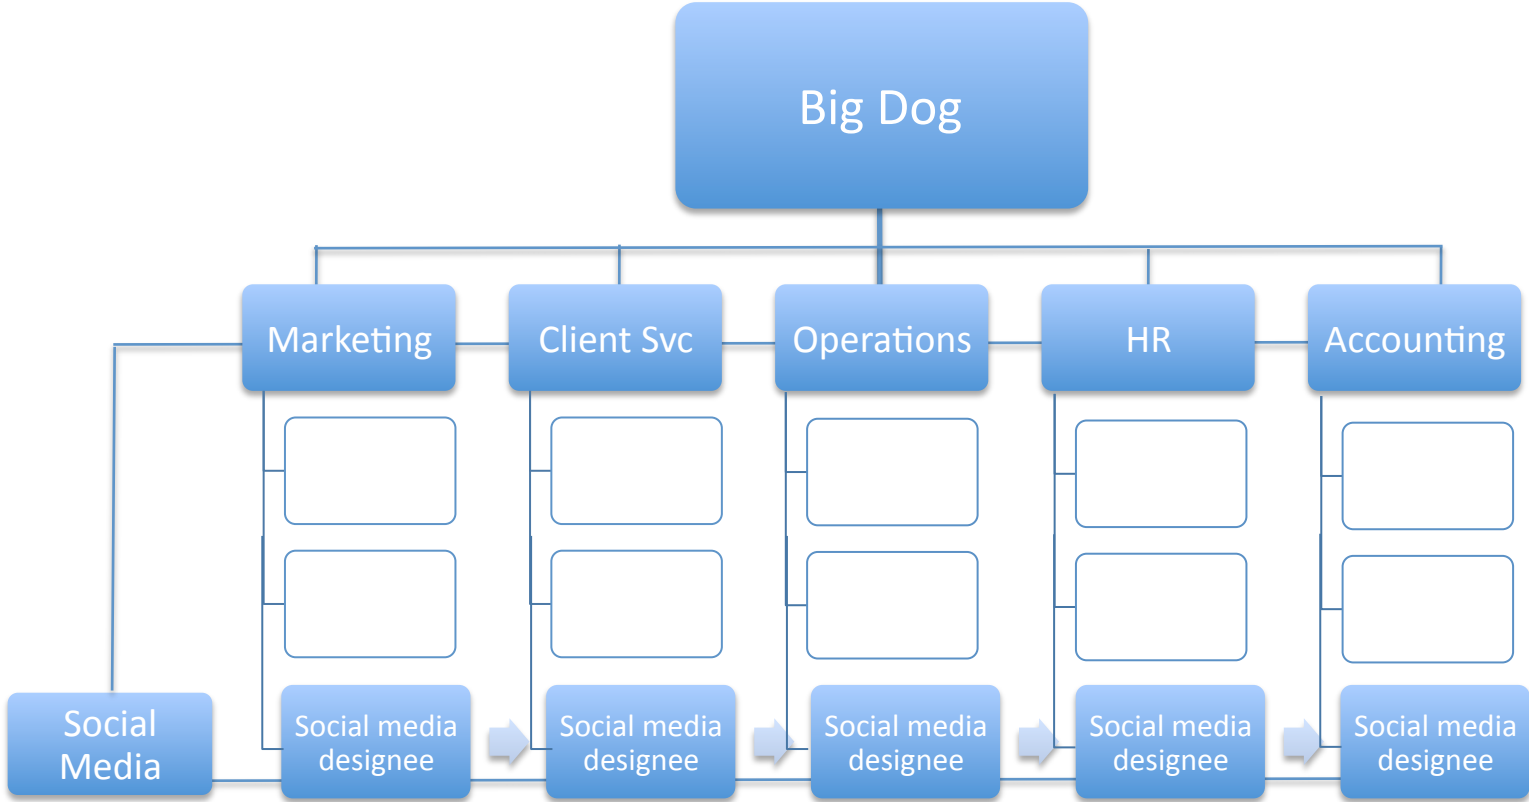 Big Dog
Marketing
Client Svc
Operations
HR
Accounting
Social
Media
Social media
designee
Social media
designee
Social media
designee
Social media
designee
Social media
designee